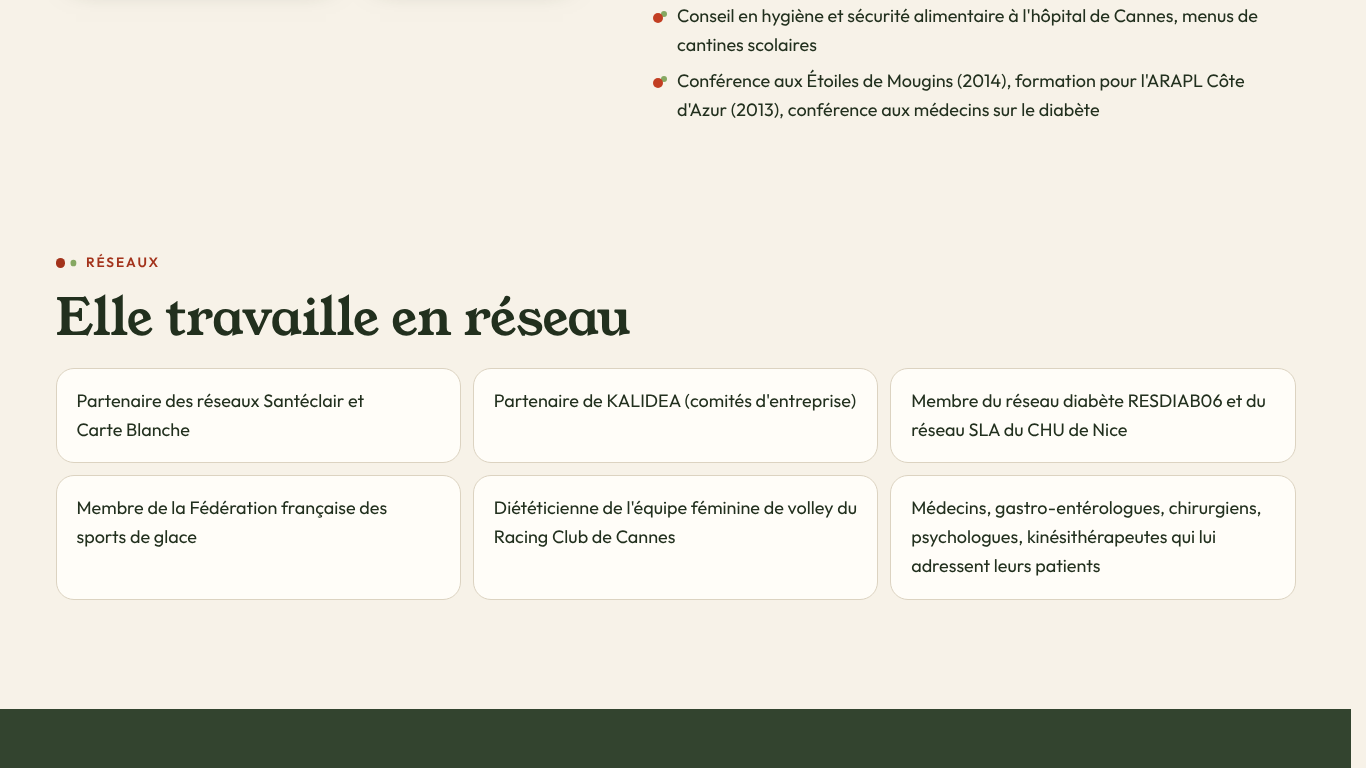 Conseil en hygiène et sécurité alimentaire à l'hôpital de Cannes, menus de
cantines scolaires
Conférence aux Étoiles de Mougins (2014), formation pour l'ARAPL Côte
d'Azur (2013), conférence aux médecins sur le diabète
RÉSEAUX
Elle travaille en réseau
Partenaire des réseaux Santéclair et
Carte Blanche
Partenaire de KALIDEA (comités d'entreprise)
Membre du réseau diabète RESDIAB06 et du
réseau SLA du CHU de Nice
Membre de la Fédération française des
sports de glace
Diététicienne de l'équipe féminine de volley du
Racing Club de Cannes
Médecins, gastro-entérologues, chirurgiens,
psychologues, kinésithérapeutes qui lui
adressent leurs patients